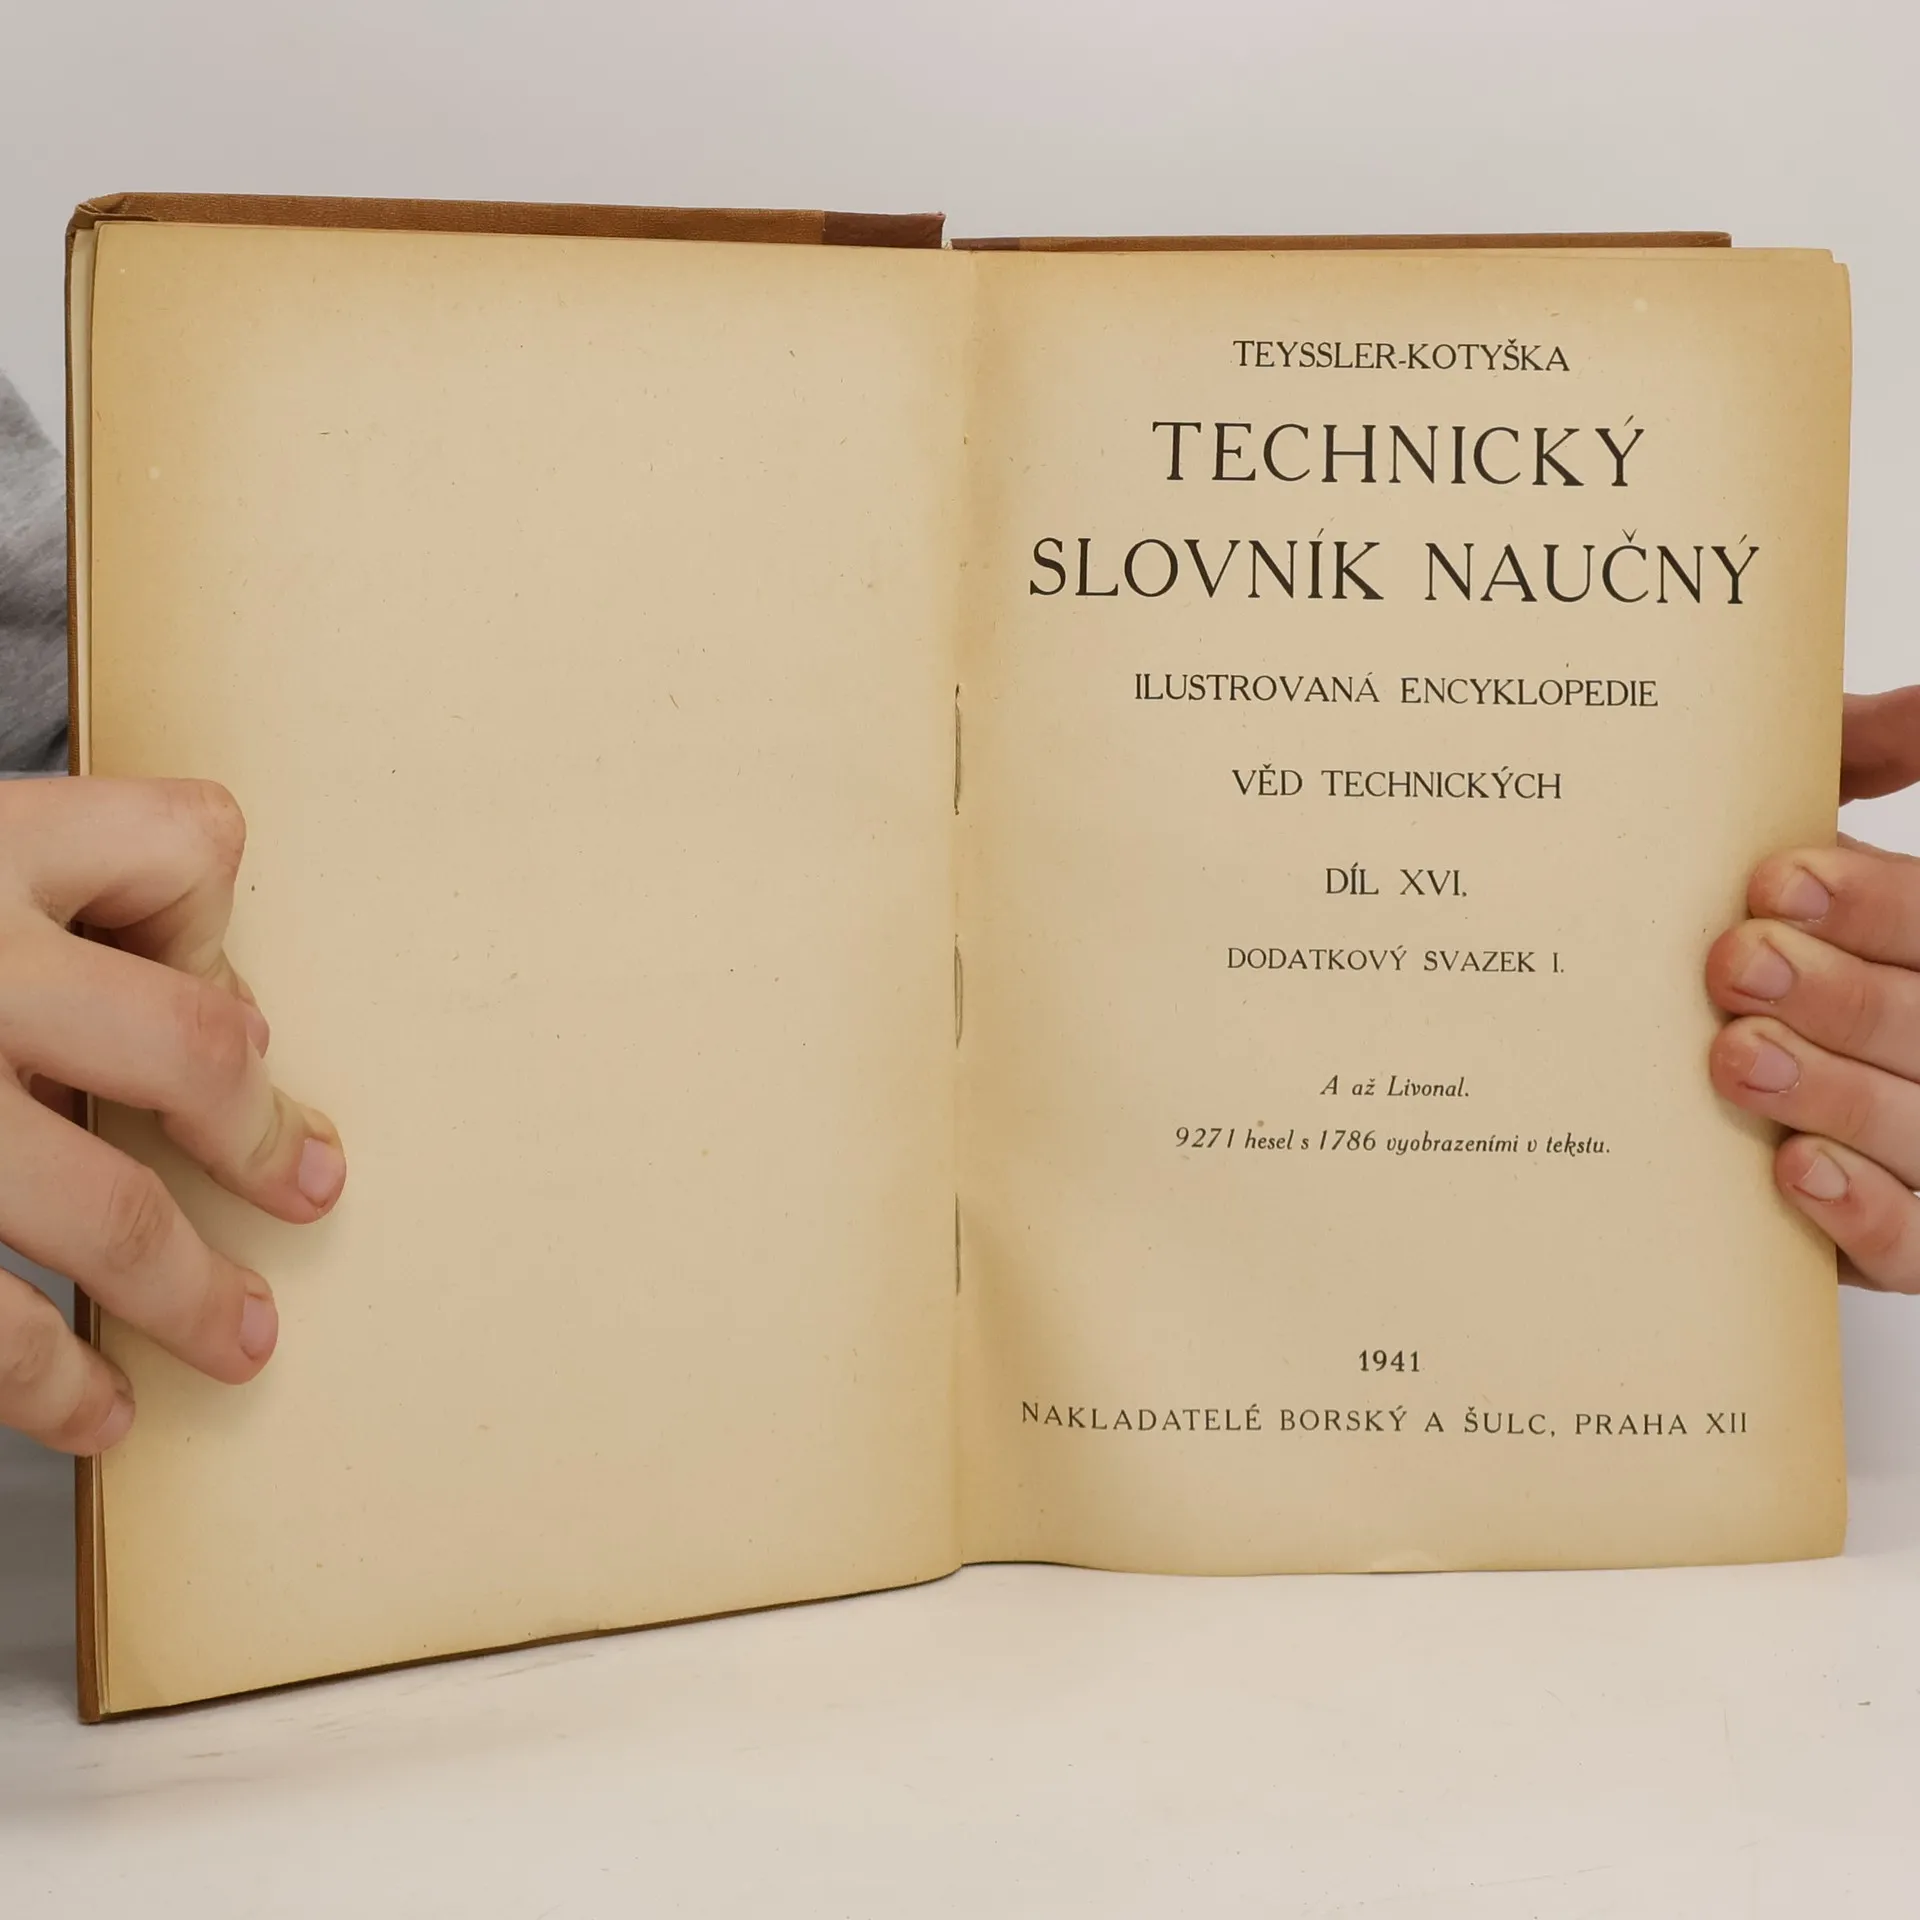 TEYSSLER-KOTYŠKA
TECHNICKÝ
SLOVNÍK NAUČNÝ
ILUSTROVANÁ ENCYKLOPEDIE
VĚD TECHNICKÝCH
DÍL XVI.
DODATKOVÝ SVAZEK I.
A až Livonal.
9271 hesel s 1786 vyobrazeními v tekstu.
1941
NAKLADATELÉ BORSKÝ A ŠULC, PRAHA XII